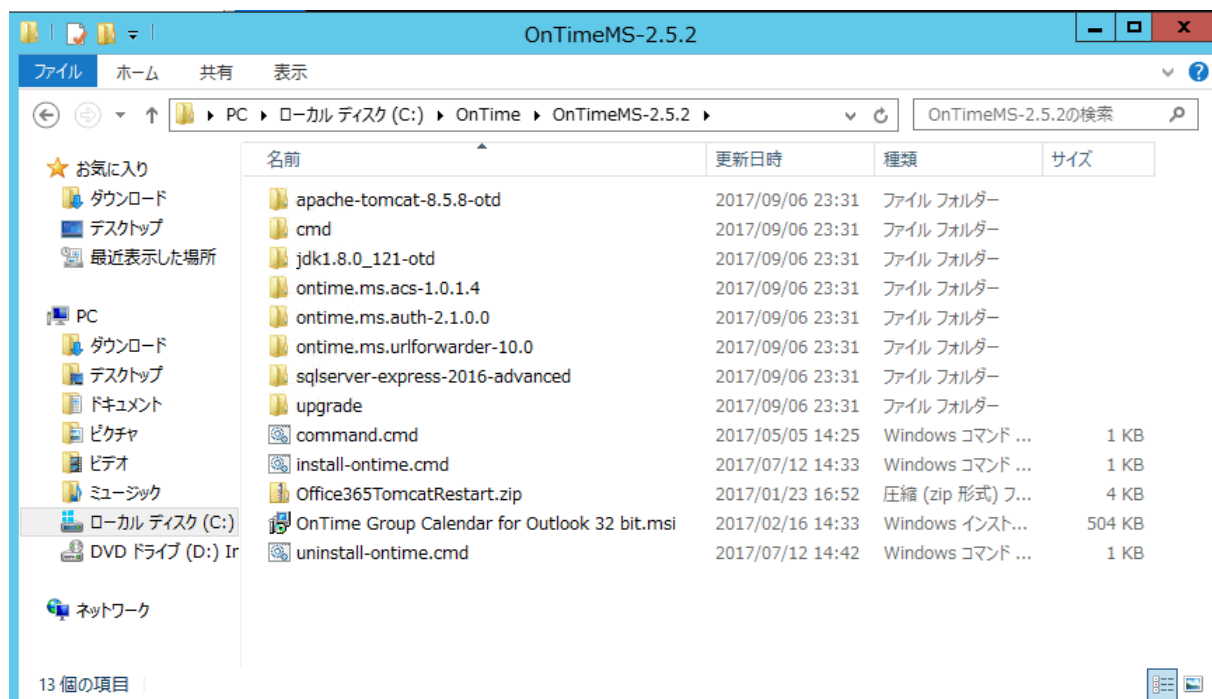 OnTimeMS-2.5.2
ファイル ホーム 共有 表示
PC ローカル ディスク (C:) OnTime OnTimeMS-2.5.2 OnTimeMS-2.5.2の検索
お気に入り
ダウンロード
デスクトップ
最近表示した場所
PC
ダウンロード
デスクトップ
ドキュメント
ピクチャ
ビデオ
ミュージック
ローカル ディスク (C:)
DVD ドライブ (D:) Ir
ネットワーク
名前 更新日時 種類 サイズ
apache-tomcat-8.5.8-otd 2017/09/06 23:31 ファイル フォルダー
cmd 2017/09/06 23:31 ファイル フォルダー
jdk1.8.0_121-otd 2017/09/06 23:31 ファイル フォルダー
ontime.ms.acs-1.0.1.4 2017/09/06 23:31 ファイル フォルダー
ontime.ms.auth-2.1.0.0 2017/09/06 23:31 ファイル フォルダー
ontime.ms.urlforwarder-10.0 2017/09/06 23:31 ファイル フォルダー
sqlserver-express-2016-advanced 2017/09/06 23:31 ファイル フォルダー
upgrade 2017/09/06 23:31 ファイル フォルダー
command.cmd 2017/05/05 14:25 Windows コマンド ... 1 KB
install-ontime.cmd 2017/07/12 14:33 Windows コマンド ... 1 KB
Office365TomcatRestart.zip 2017/01/23 16:52 圧縮 (zip 形式) フ... 4 KB
OnTime Group Calendar for Outlook 32 bit.msi 2017/02/16 14:33 Windows インスト... 504 KB
uninstall-ontime.cmd 2017/07/12 14:42 Windows コマンド ... 1 KB
13 個の項目